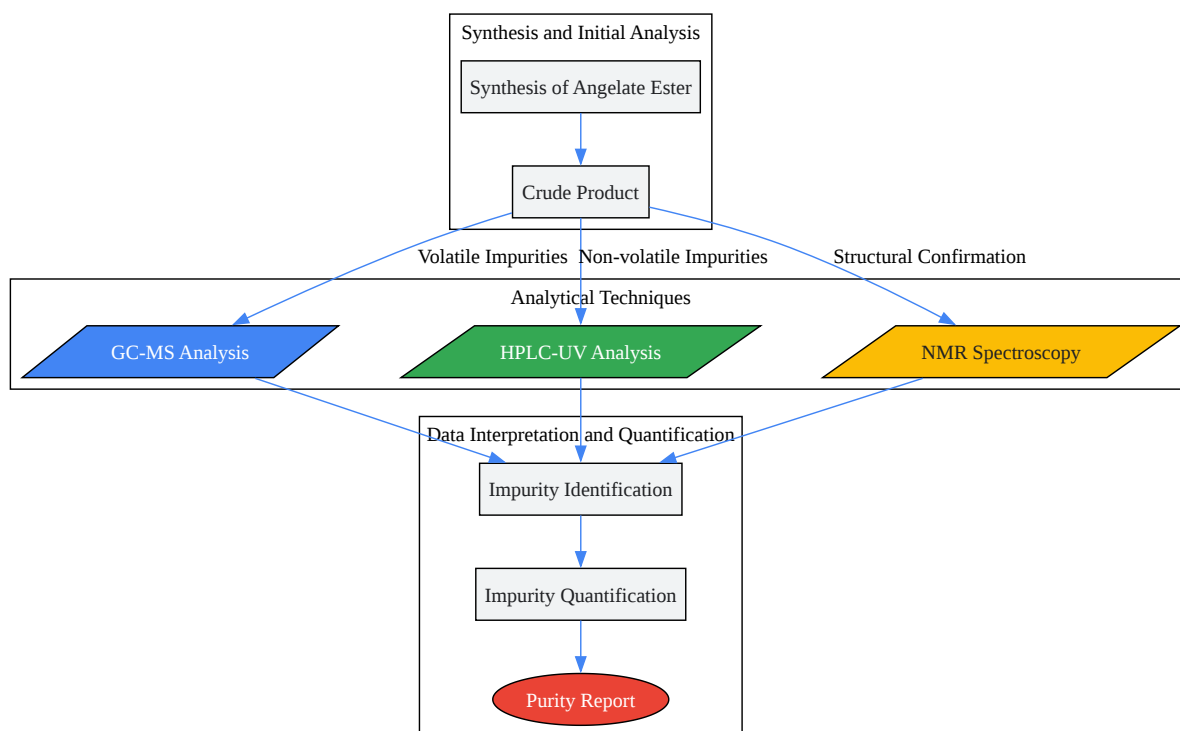 Synthesis and Initial Analysis
Synthesis of Angelate Ester
Crude Product
Volatile Impurities
Non-volatile Impurities
Structural Confirmation
Analytical Techniques
GC-MS Analysis
HPLC-UV Analysis
NMR Spectroscopy
Data Interpretation and Quantification
Impurity Identification
Impurity Quantification
Purity Report